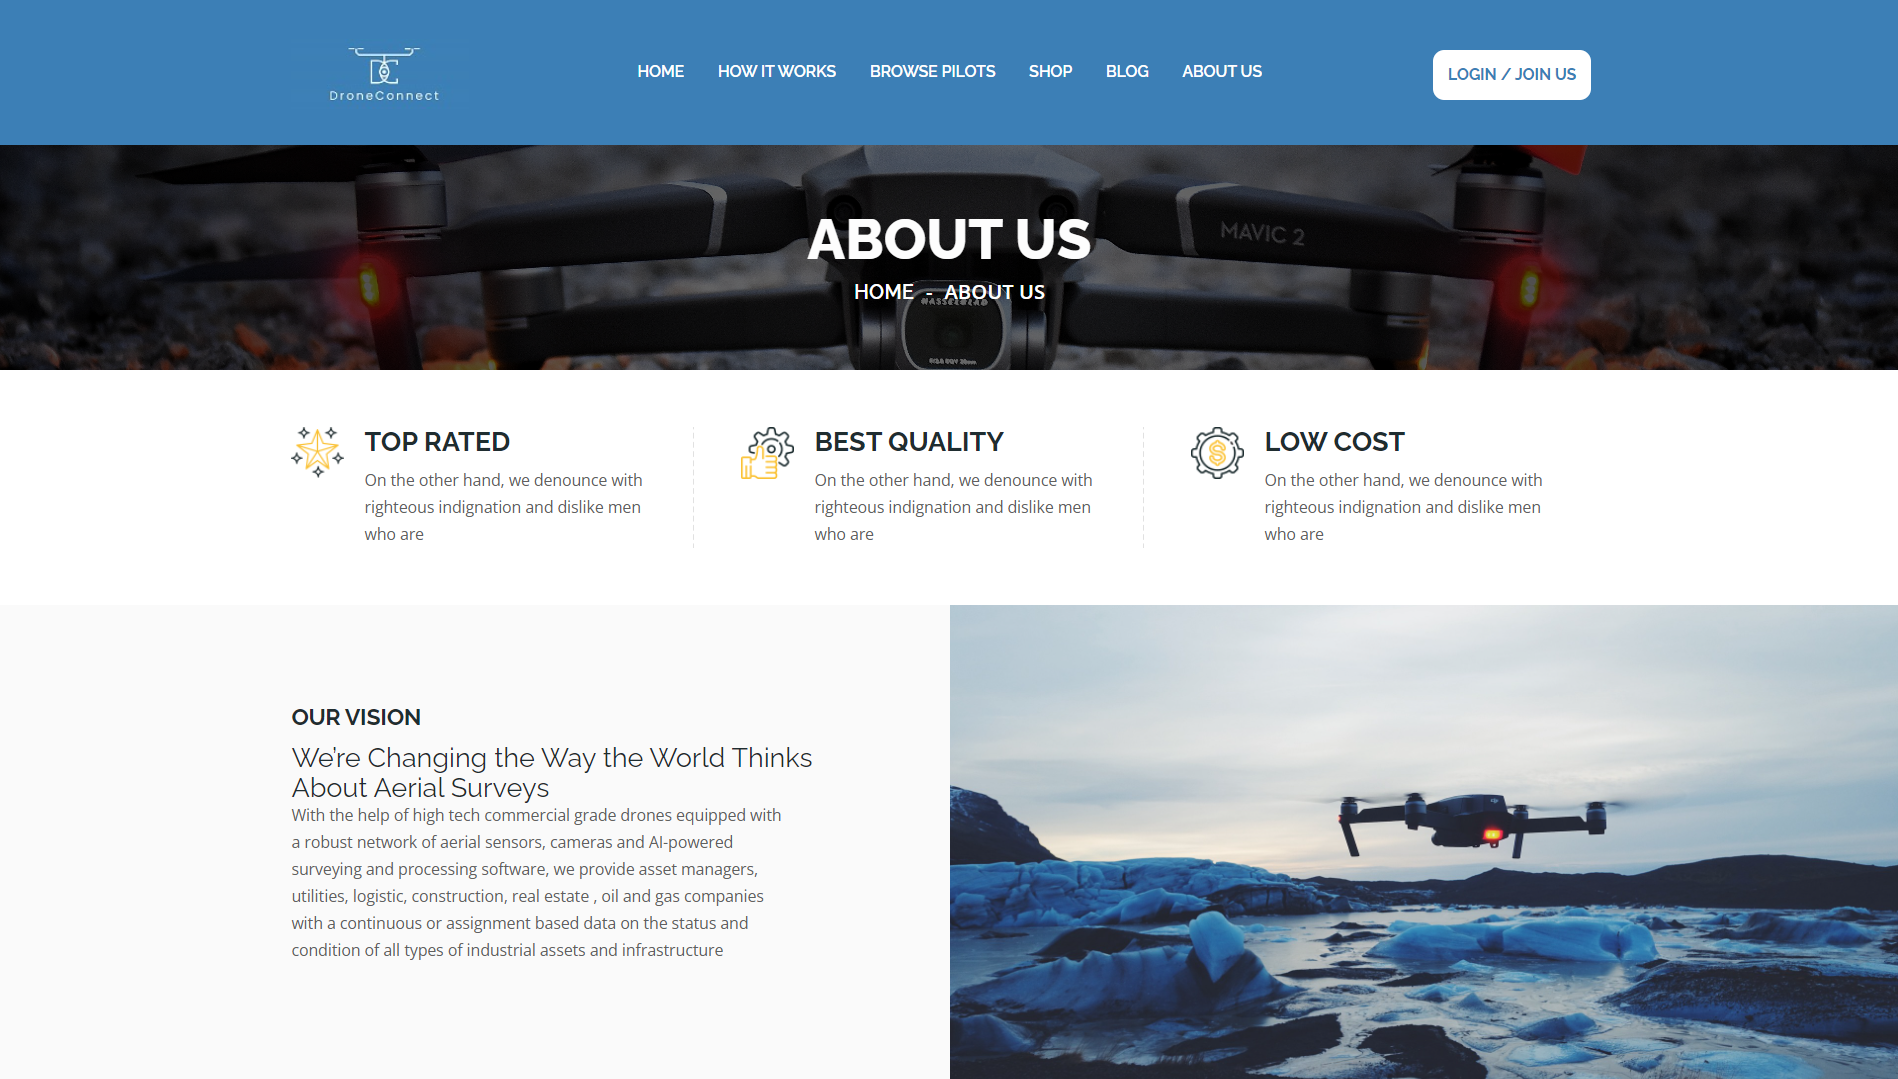 DC
DroneConnect
HOME HOW IT WORKS BROWSE PILOTS SHOP BLOG ABOUT US
LOGIN / JOIN US
MAVIC 2
ABOUT US
HOME - ABOUT US
HASSELBLAD
TOP RATED
On the other hand, we denounce with
righteous indignation and dislike men
who are
BEST QUALITY
On the other hand, we denounce with
righteous indignation and dislike men
who are
LOW COST
On the other hand, we denounce with
righteous indignation and dislike men
who are
OUR VISION
We're Changing the Way the World Thinks
About Aerial Surveys
With the help of high tech commercial grade drones equipped with
a robust network of aerial sensors, cameras and AI-powered
surveying and processing software, we provide asset managers,
utilities, logistic, construction, real estate , oil and gas companies
with a continuous or assignment based data on the status and
condition of all types of industrial assets and infrastructure